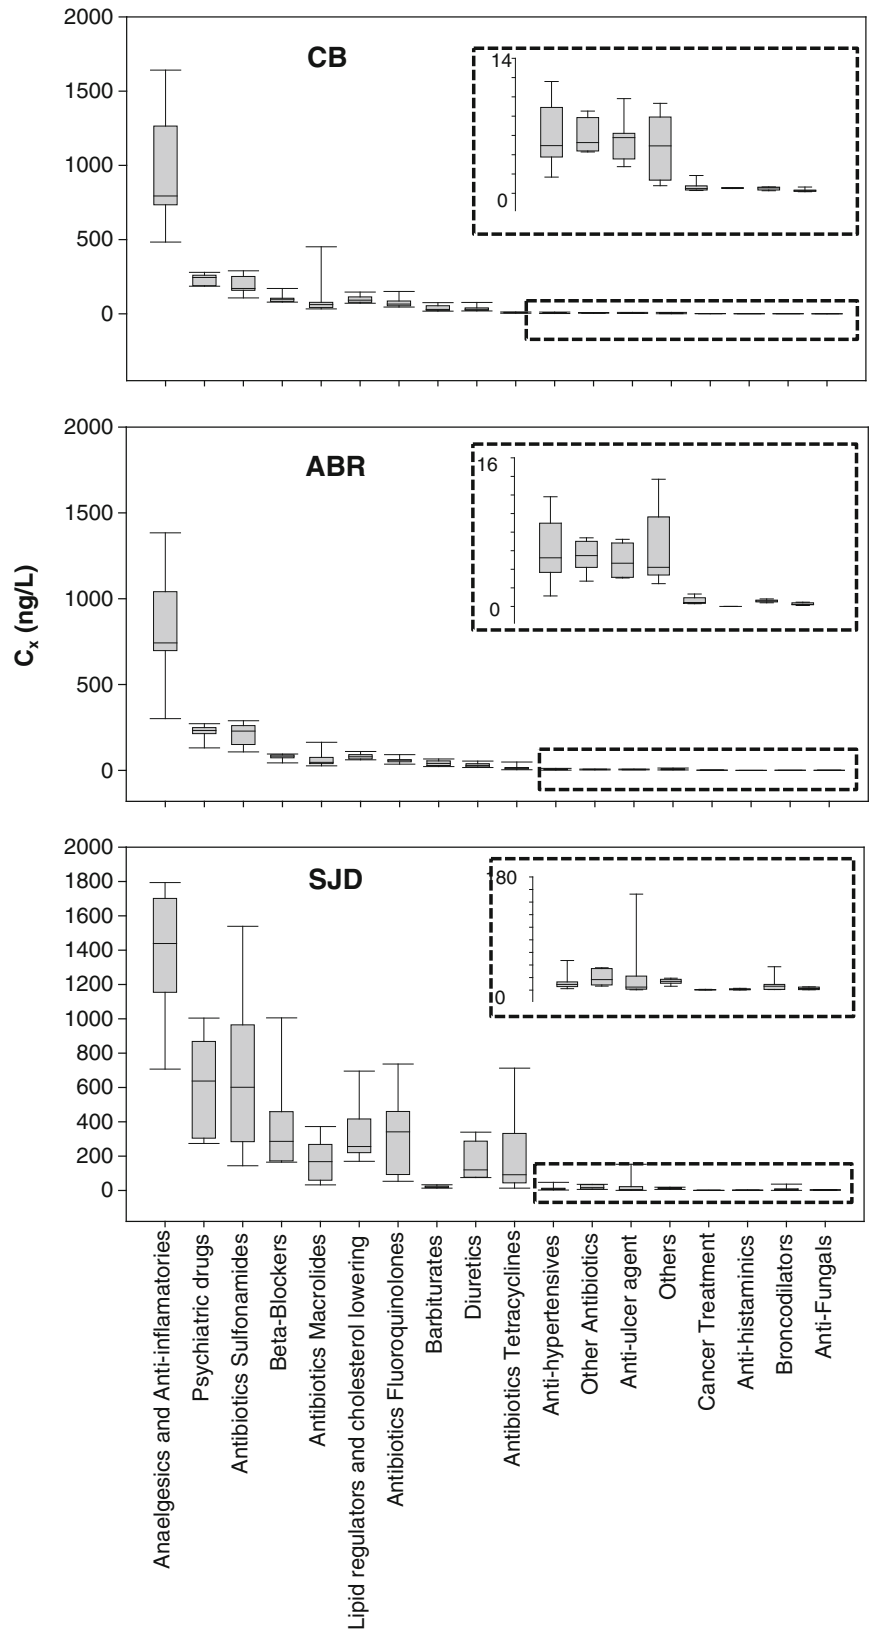 2000
CB
14
1500
1000
0
500
0
2000
ABR
16
1500
1000
0
500
0
Cx (ng/L)
2000
SJD
180
1800
1600
1400
1200
0
1000
800
600
400
200
0
Anaelgesics and Anti-inflamatories
Psychiatric drugs
Antibiotics Sulfonamides
Beta-Blockers
Antibiotics Macrolides
Lipid regulators and cholesterol lowering
Antibiotics Fluoroquinolones
Barbiturates
Diuretics
Antibiotics Tetracyclines
Anti-hypertensives
Other Antibiotics
Anti-ulcer agent
Others
Cancer Treatment
Anti-histaminics
Broncodilators
Anti-Fungals